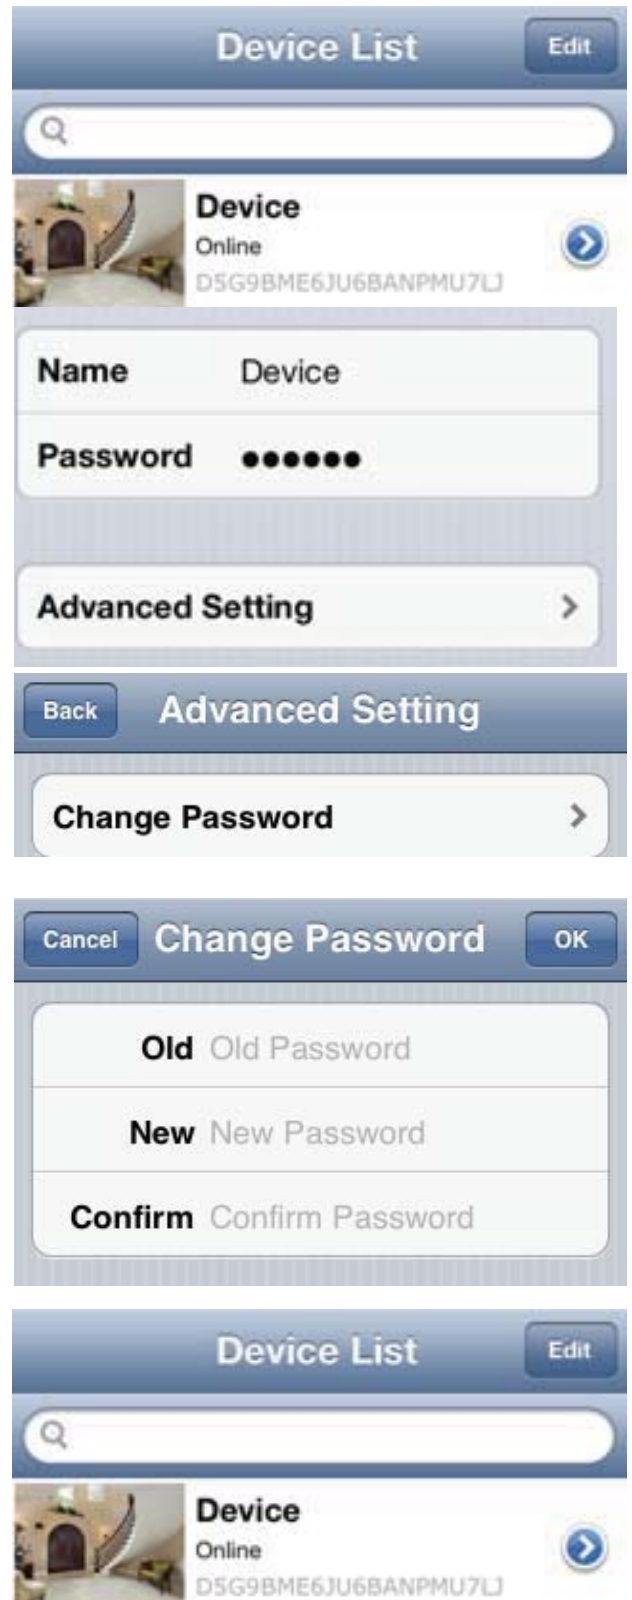 Device List Edit
Device
Online
D5G9BME6JU6BANPMU7LJ
Name Device
Password ●●●●●●
Advanced Setting
Back Advanced Setting
Change Password
Cancel Change Password OK
Old Old Password
New New Password
Confirm Confirm Password
Device List Edit
Device
Online
D5G9BME6JU6BANPMU7LJ